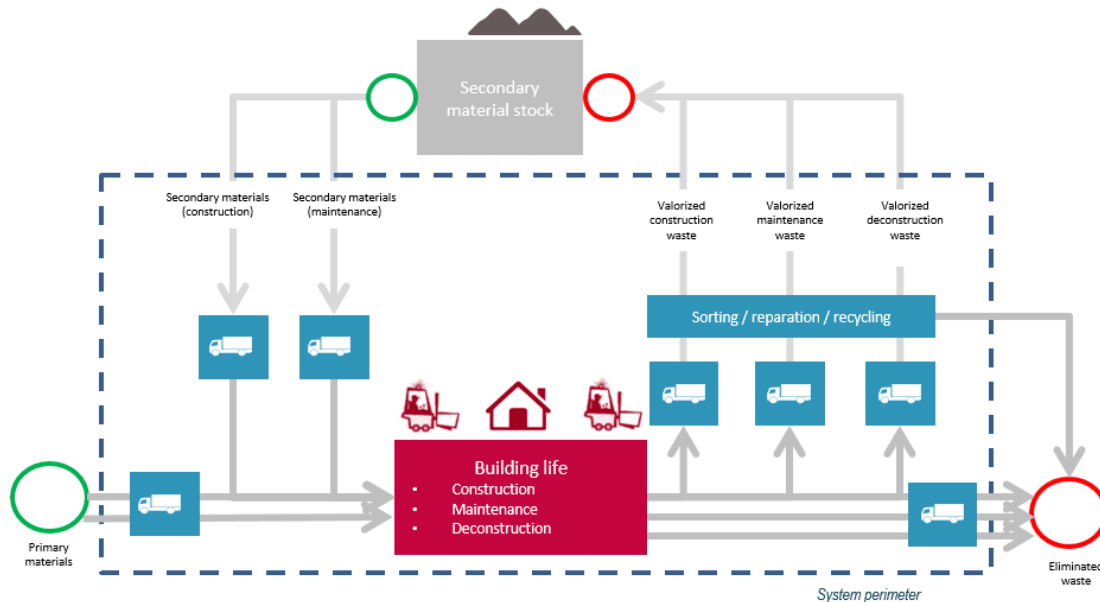 Secondary
material stock
Secondary materials
(construction)
Secondary materials
(maintenance)
Valorized
construction
waste
Valorized
maintenance
waste
Valorized
deconstruction
waste
Sorting / reparation / recycling
Building life
• Construction
• Maintenance
• Deconstruction
Primary
materials
Eliminated
waste
System perimeter